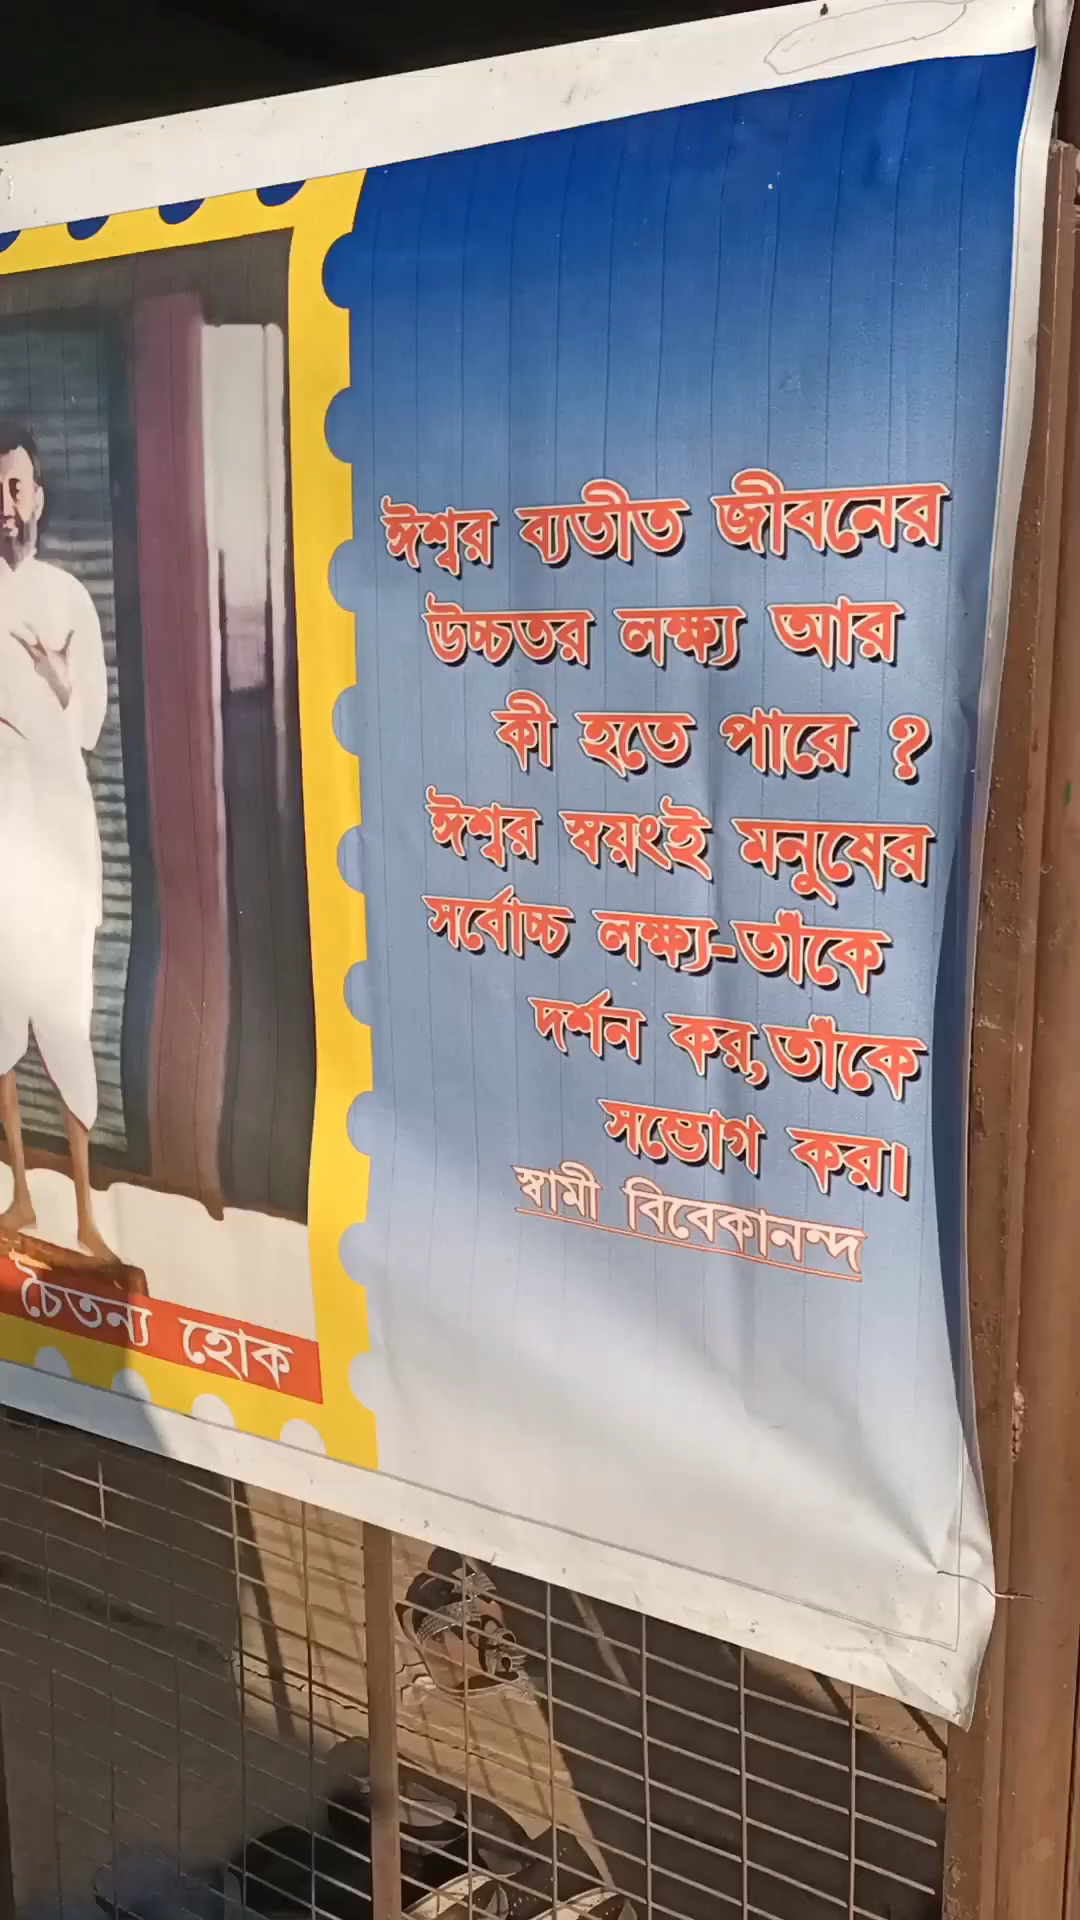 ঈশ্বর ব্যতীত জীবনের
উচ্চতর লক্ষ্য আর
কী হতে পারে ?
ঈশ্বর স্বয়ংই মনুষের
সর্বোচ্চ লক্ষ্য-তাঁকে
দর্শন কর,তাঁকে
সম্ভোগ কর।
স্বামী বিবেকানন্দ
চৈতন্য হোক